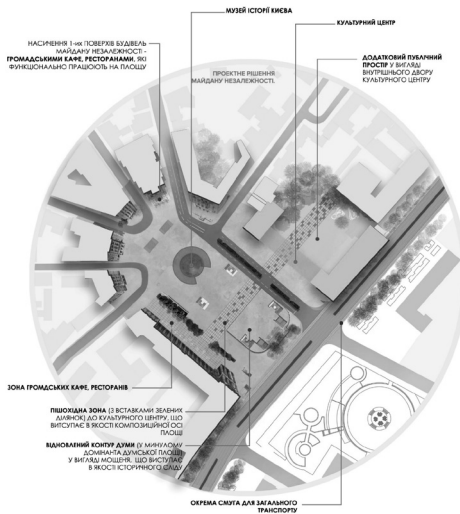 МУЗЕЙ ІСТОРІЇ КИЄВА
КУЛЬТУРНИЙ ЦЕНТР
НАСИЧЕННЯ 1-их ПОВЕРХІВ БУДІВЕЛЬ
МАЙДАНУ НЕЗАЛЕЖНОСТІ -
ГРОМАДСЬКИМИ КАФЕ, РЕСТОРАНАМИ, ЯКІ
ФУНКЦІОНАЛЬНО ПРАЦЮЮТЬ НА ПЛОЩУ
ПРОЕКТНЕ РІШЕННЯ
МАЙДАНУ НЕЗАЛЕЖНОСТІ.
ДОДАТКОВИЙ ПУБЛІЧНИЙ
ПРОСТІР У ВИГЛЯДІ
ВНУТРІШНЬОГО ДВОРУ
КУЛЬТУРНОГО ЦЕНТРУ
ЗОНА ГРОМДСЬКИХ КАФЕ, РЕСТОРАНІВ
ПІШОХІДНА ЗОНА (З ВСТАВКАМИ ЗЕЛЕНИХ
ДІЛЯНОК) ДО КУЛЬТУРНОГО ЦЕНТРУ, ЩО
ВИТСУПАЄ В ЯКОСТІ КОМПОЗИЦІЙНОЇ ОСІ
ПЛОЩІ
ВІДНОВЛЕНИЙ КОНТУР ДУМИ (У МИНУЛОМУ
ДОМІНАНТА ДУМСЬКОЇ ПЛОЩІ)
У ВИГЛЯДІ МОЩЕНЯ, ЩО ВИСТУПАЄ
В ЯКОСТІ ІСТОРИЧНОГО СЛІДУ
ОКРЕМА СМУГА ДЛЯ ЗАГАЛЬНОГО
ТРАНСПОРТУ